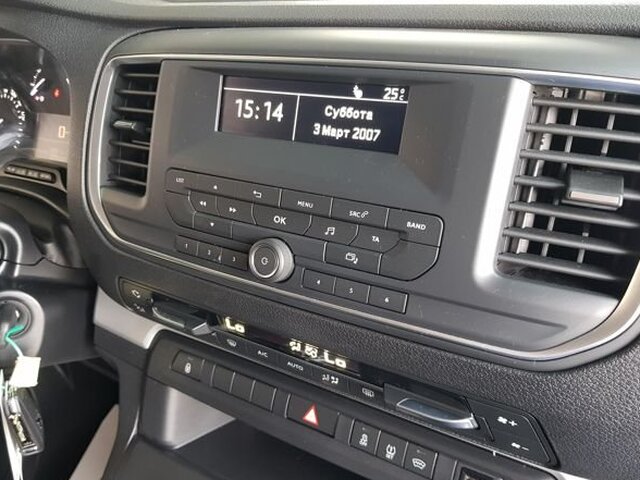 25°c
15:14
Суббота
3 Март 2007
LIST
MENU
SRC
OK
BAND
TA
1 2 3
4 5 6
Lo
Lo
A/C
AUTO